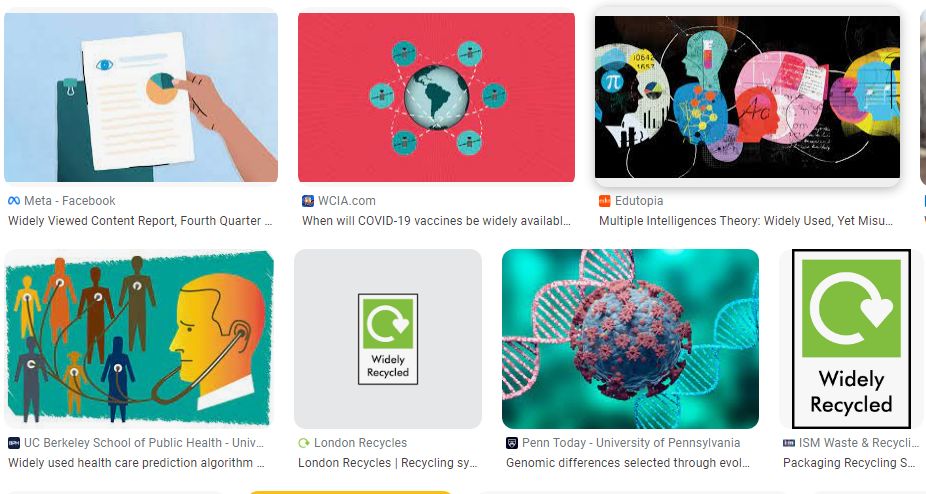 Meta - Facebook
Widely Viewed Content Report, Fourth Quarter ...
WCIA.com
When will COVID-19 vaccines be widely availabl...
Edutopia
Multiple Intelligences Theory: Widely Used, Yet Misu...
π
Ao
Widely
Recycled
Widely
Recycled
UC Berkeley School of Public Health - Univ...
Widely used health care prediction algorithm ...
London Recycles
London Recycles | Recycling sy...
Penn Today - University of Pennsylvania
Genomic differences selected through evol...
ISM Waste & Recycli...
Packaging Recycling S...